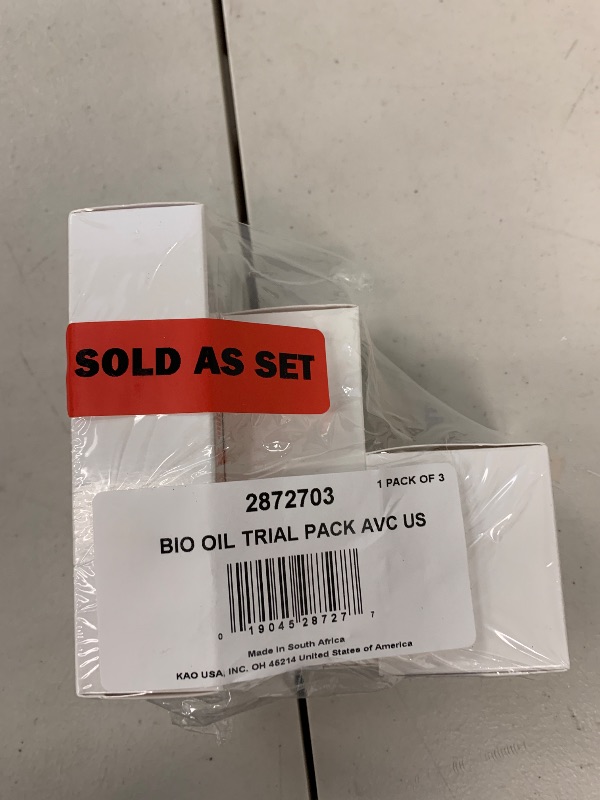 SOLD AS SET
2872703
1 PACK OF 3
BIO OIL TRIAL PACK AVC US
0 19045 28727 7
Made in South Africa
KAO USA, INC. OH 45214 United States of America